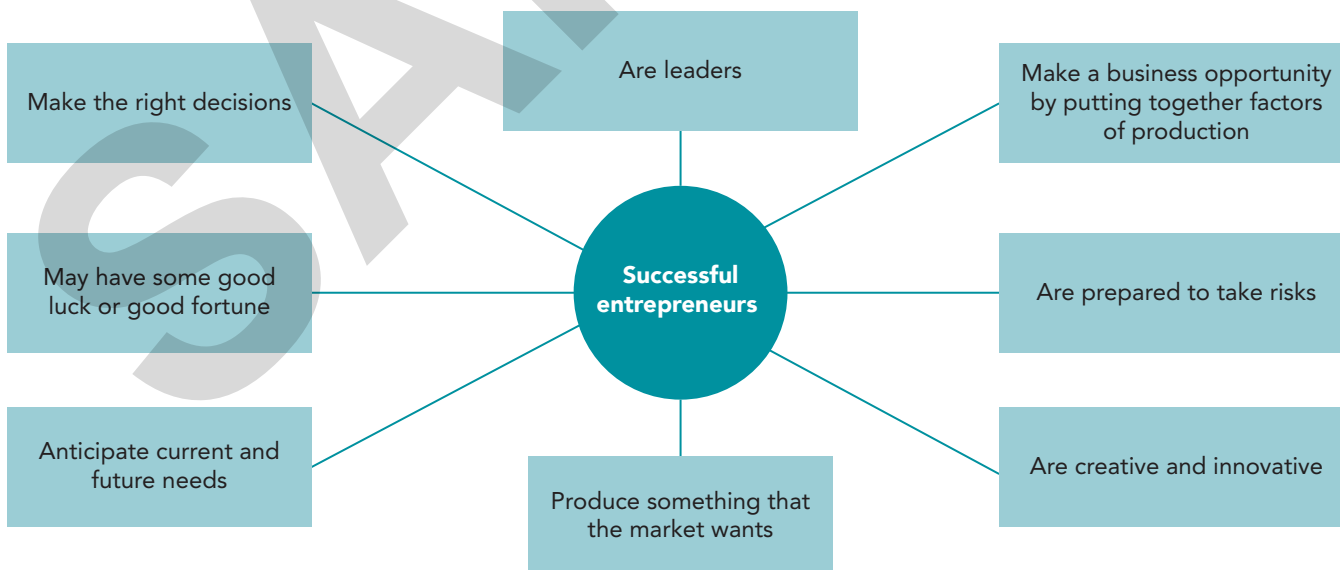 Are leaders
Make a business opportunity
by putting together factors
of production
Make the right decisions
Successful
entrepreneurs
May have some good
luck or good fortune
Are prepared to take risks
Anticipate current and
future needs
Are creative and innovative
Produce something that
the market wants
SA